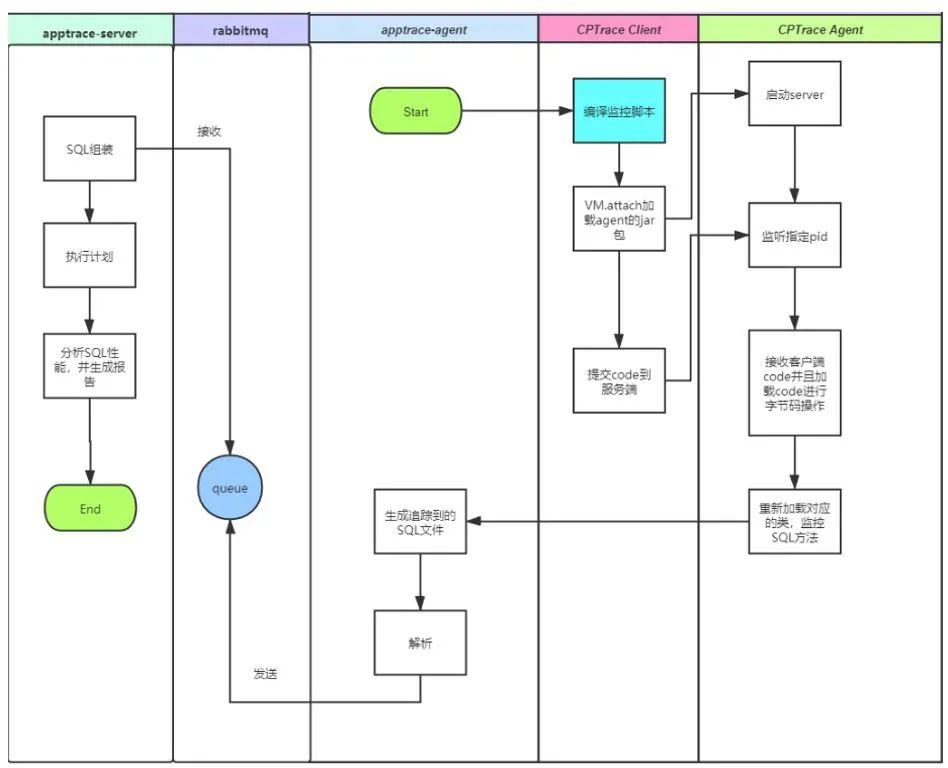 apptrace-server
rabbitmq
apptrace-agent
CPTrace Client
CPTrace Agent
Start
编译监控脚本
启动server
SQL组装
接收
VM.attach加
载agent的jar
包
监听指定pid
执行计划
分析SQL性
能，并生成报
告
提交code到
服务端
接收客户端
code并且加
载code进行
字节码操作
End
queue
生成追踪到的
SQL文件
重新加载对应
的类，监控
SQL方法
解析
发送